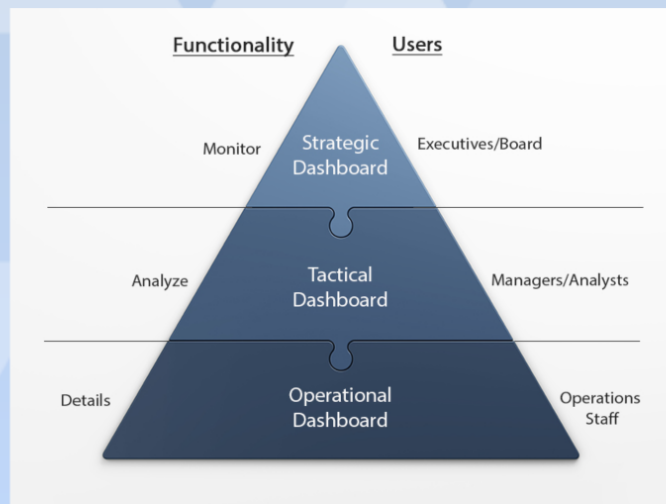 Functionality
Users
Monitor
Strategic
Dashboard
Executives/Board
Analyze
Tactical
Dashboard
Managers/Analysts
Details
Operational
Dashboard
Operations
Staff